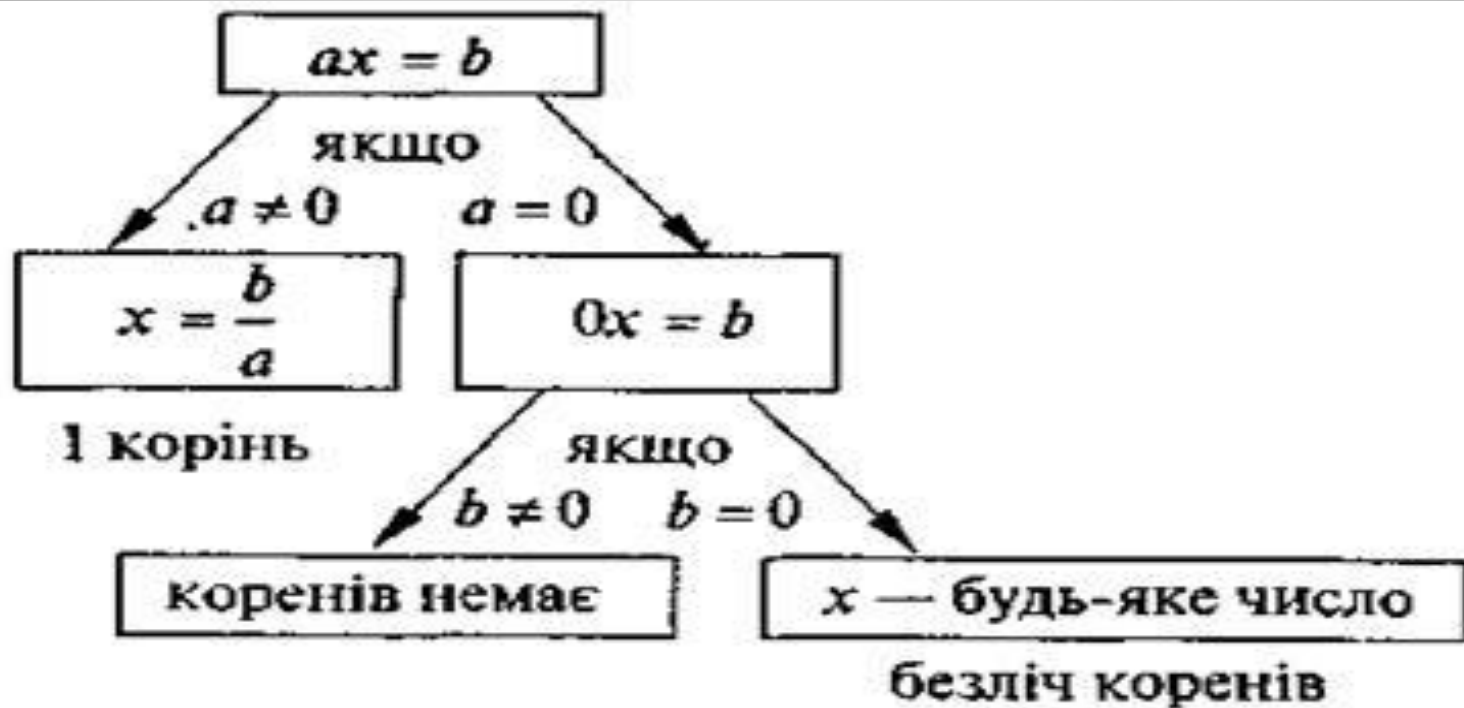 ax = b
якщо
a ≠ 0 a = 0
x = b/a
0x = b
1 корінь
якщо
b ≠ 0 b = 0
коренів немає
x — будь-яке число
безліч коренів